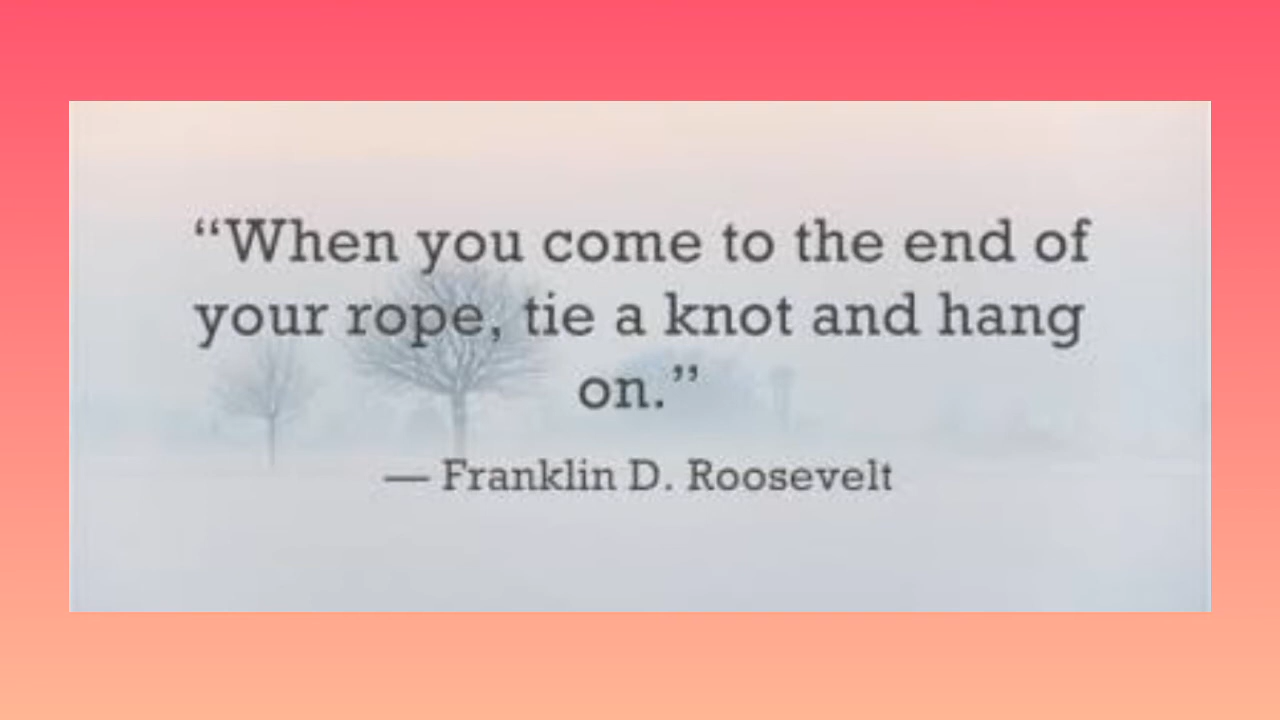 “When you come to the end of
your rope, tie a knot and hang
on.”
— Franklin D. Roosevelt